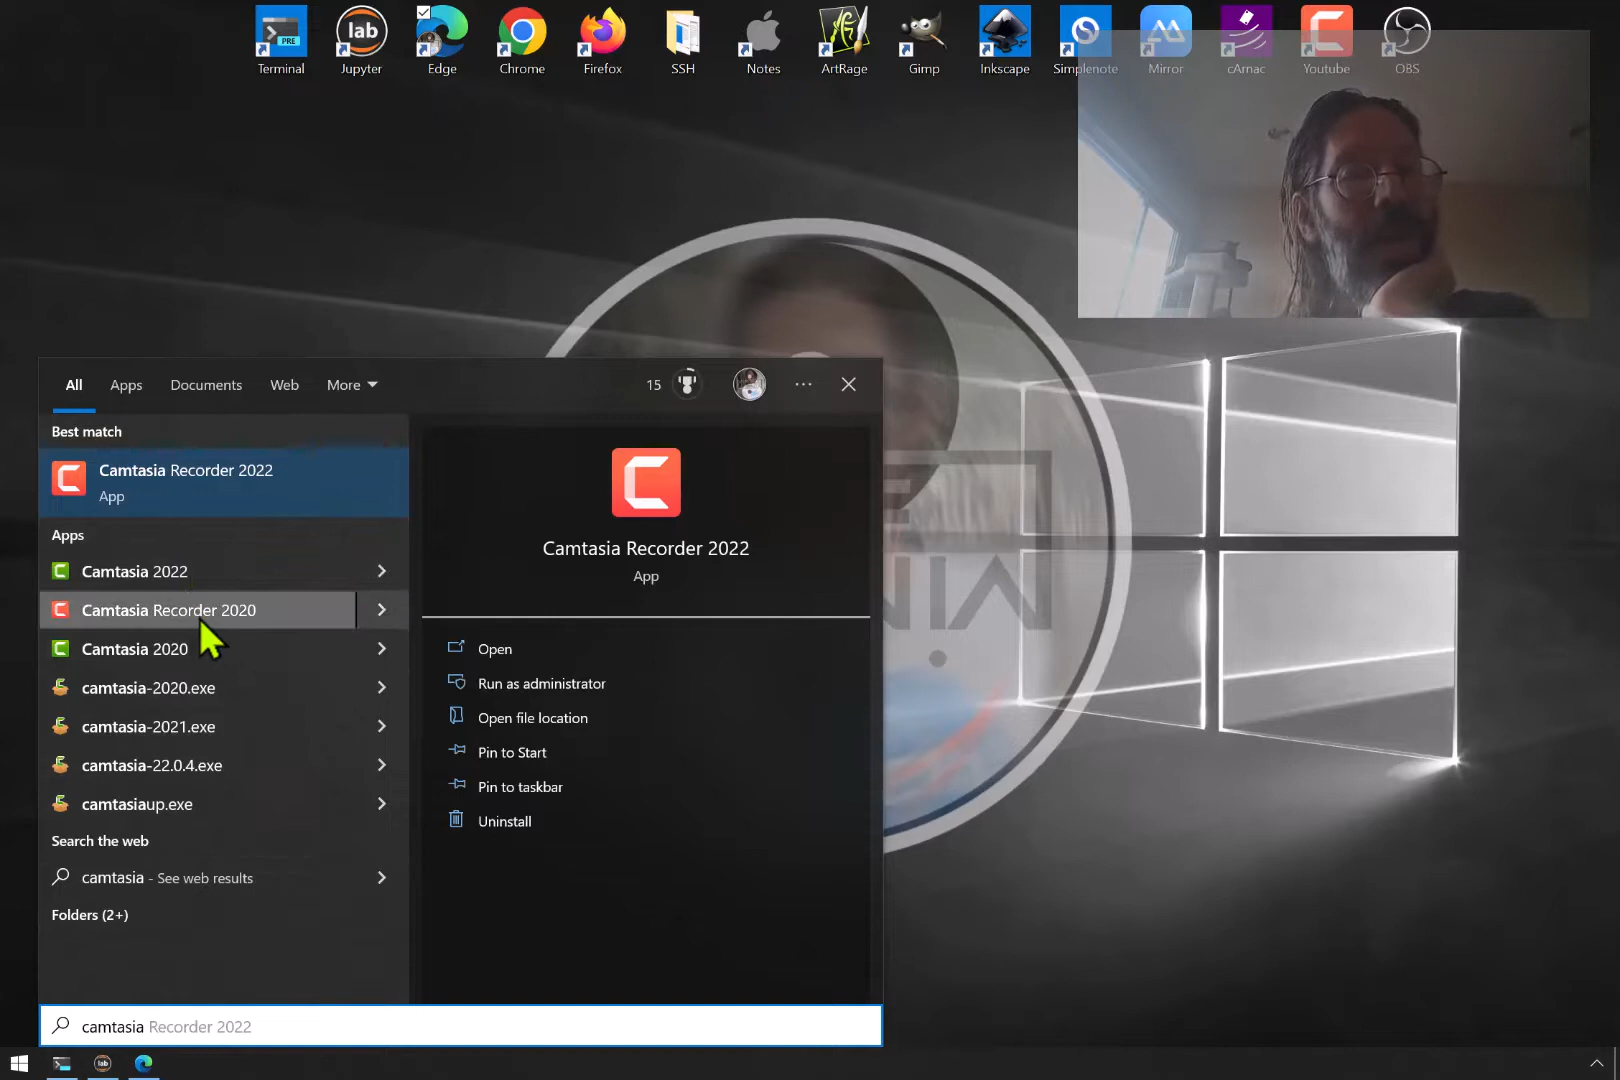 Terminal
Jupyter
Edge
Chrome
Firefox
SSH
Notes
ArtRage
Gimp
Inkscape
Simplenote
Mirror
cAmac
Youtube
OBS
PRE
lab
All
Apps
Documents
Web
More
15
Best match
Camtasia Recorder 2022
App
Apps
Camtasia 2022
Camtasia Recorder 2020
Camtasia 2020
camtasia-2020.exe
camtasia-2021.exe
camtasia-22.0.4.exe
camtasiaup.exe
Search the web
camtasia - See web results
Folders (2+)
Camtasia Recorder 2022
App
Open
Run as administrator
Open file location
Pin to Start
Pin to taskbar
Uninstall
camtasia Recorder 2022
lab